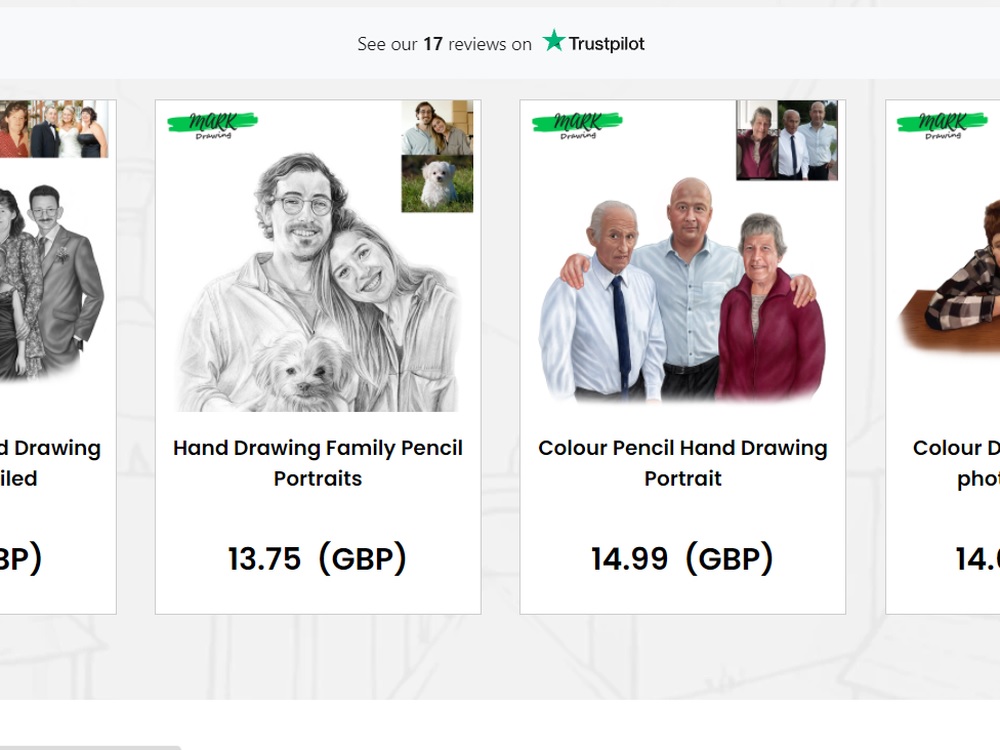 See our 17 reviews on Trustpilot
MARK
Drawing
MARK
Drawing
MARK
Drawing
d Drawing
iled
BP)
Hand Drawing Family Pencil
Portraits
13.75 (GBP)
Colour Pencil Hand Drawing
Portrait
14.99 (GBP)
Colour D
phot
14.